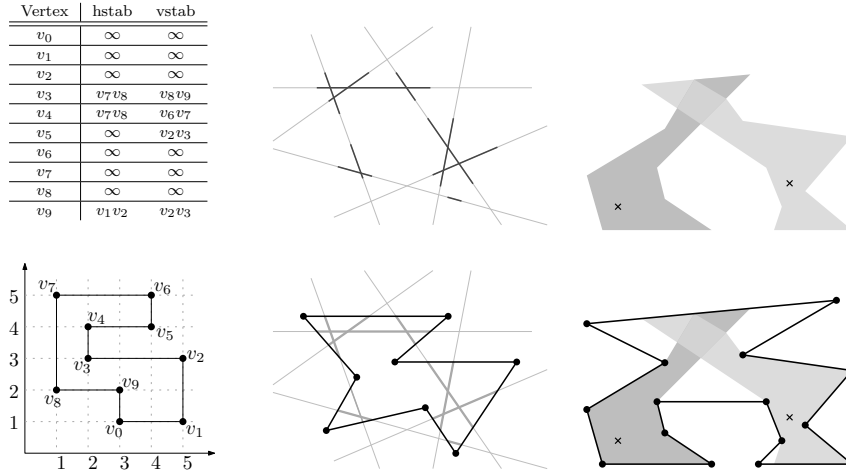 Vertex hstab vstab
v₀ ∞ ∞
v₁ ∞ ∞
v₂ ∞ ∞
v₃ v₇v₈ v₈v₉
v₄ v₇v₈ v₆v₇
v₅ ∞ v₂v₃
v₆ ∞ ∞
v₇ ∞ ∞
v₈ ∞ ∞
v₉ v₁v₂ v₂v₃
v₇ v₆
5
v₄
4 v₅
v₂
3 v₃
v₉
2 v₈
1 v₀ v₁
1 2 3 4 5